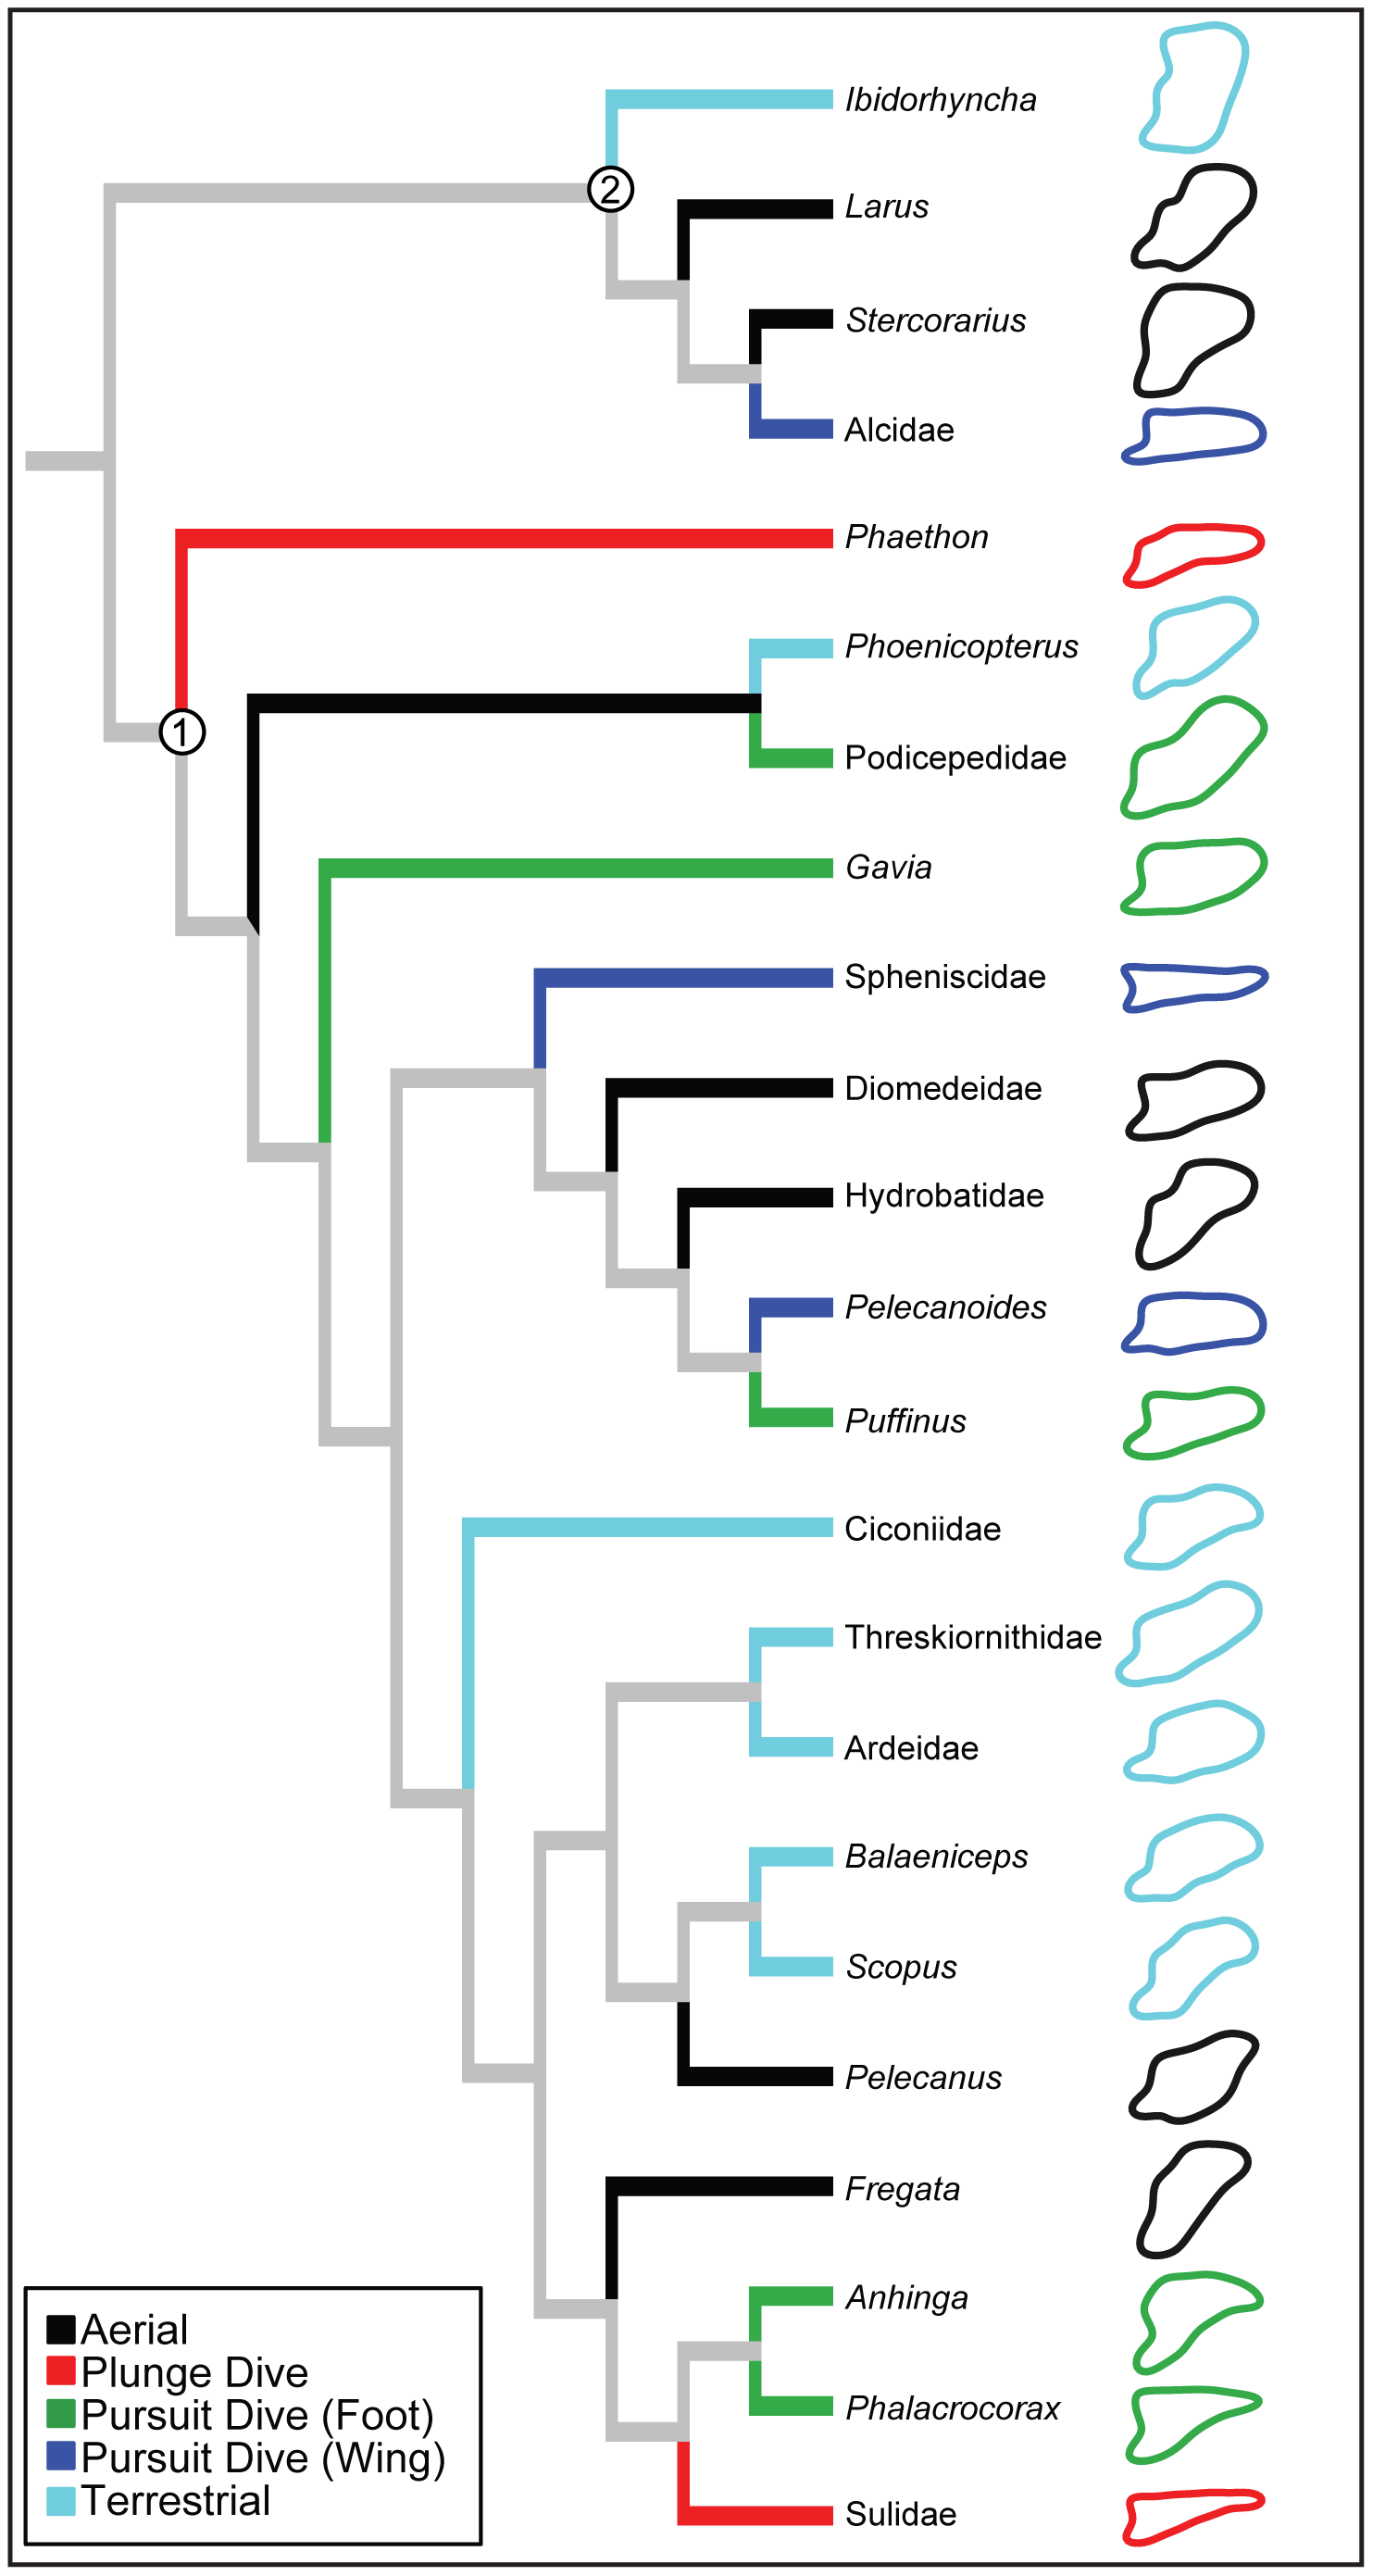 Ibidorhyncha
2
Larus
Stercorarius
Alcidae
Phaethon
Phoenicopterus
1
Podicepedidae
Gavia
Spheniscidae
Diomedeidae
Hydrobatidae
Pelecanoides
Puffinus
Ciconiidae
Threskiornithidae
Ardeidae
Balaeniceps
Scopus
Pelecanus
Fregata
Anhinga
Phalacrocorax
Sulidae
Aerial
Plunge Dive
Pursuit Dive (Foot)
Pursuit Dive (Wing)
Terrestrial